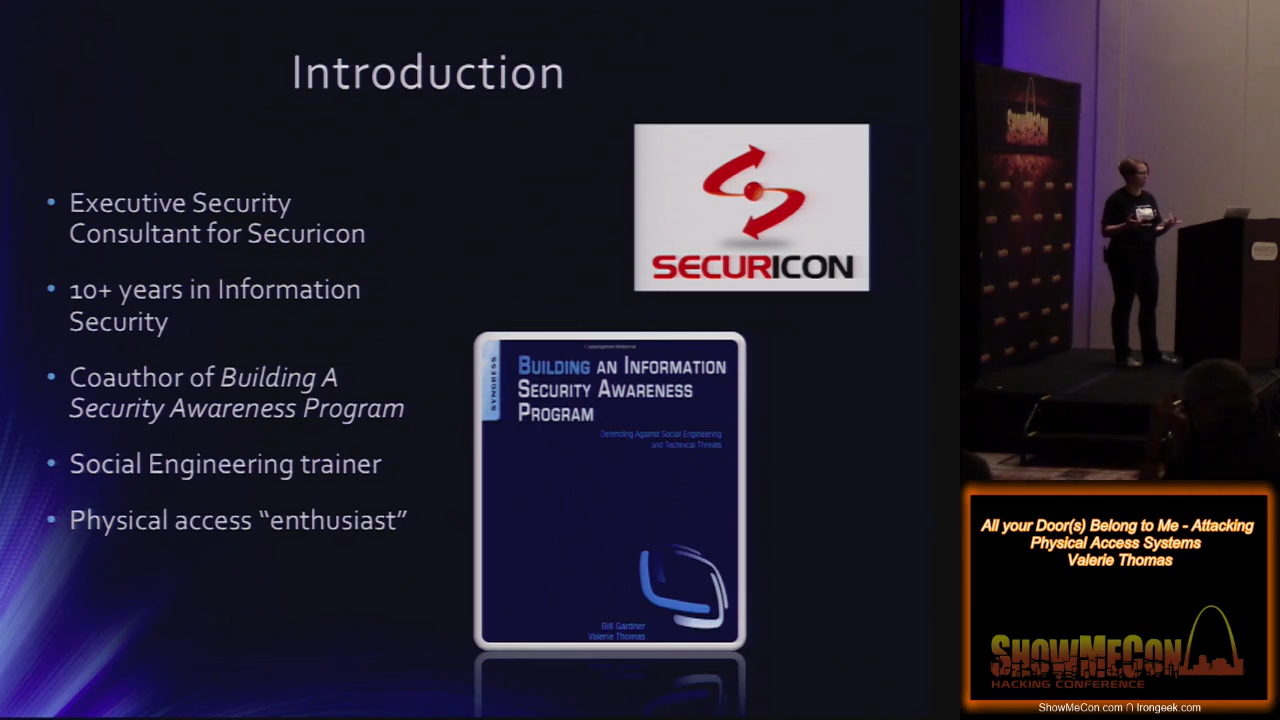 Introduction
• Executive Security
Consultant for Securicon
• 10+ years in Information
Security
• Coauthor of Building A
Security Awareness Program
• Social Engineering trainer
• Physical access “enthusiast”
SECURICON
SYNGRESS
BUILDING AN INFORMATION
SECURITY AWARENESS
PROGRAM
Defending Against Social Engineering
and Technical Threats
Bill Gardner
Valerie Thomas
SHOWMECON
All your Door(s) Belong to Me - Attacking
Physical Access Systems
Valerie Thomas
SHOWMECON
HACKING CONFERENCE
ShowMeCon.com ∩ Irongeek.com